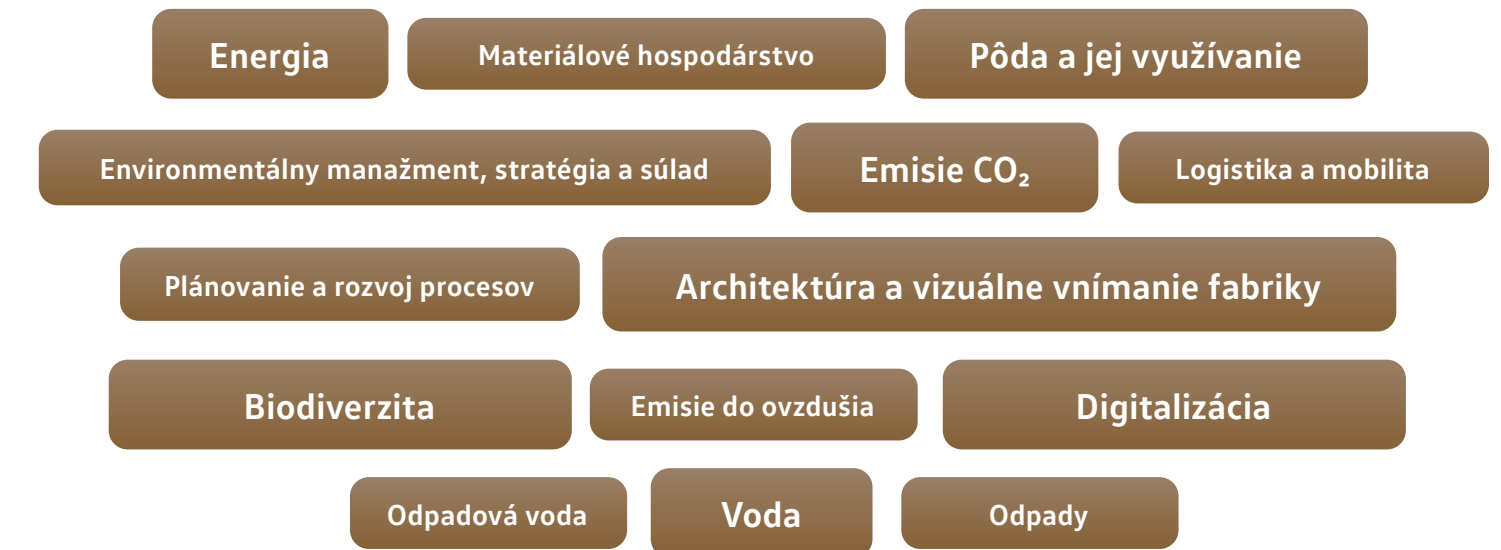 Energia
Materiálové hospodárstvo
Pôda a jej využívanie
Environmentálny manažment, stratégia a súlad
Emisie CO₂
Logistika a mobilita
Plánovanie a rozvoj procesov
Architektúra a vizuálne vnímanie fabriky
Biodiverzita
Emisie do ovzdušia
Digitalizácia
Odpadová voda
Voda
Odpady